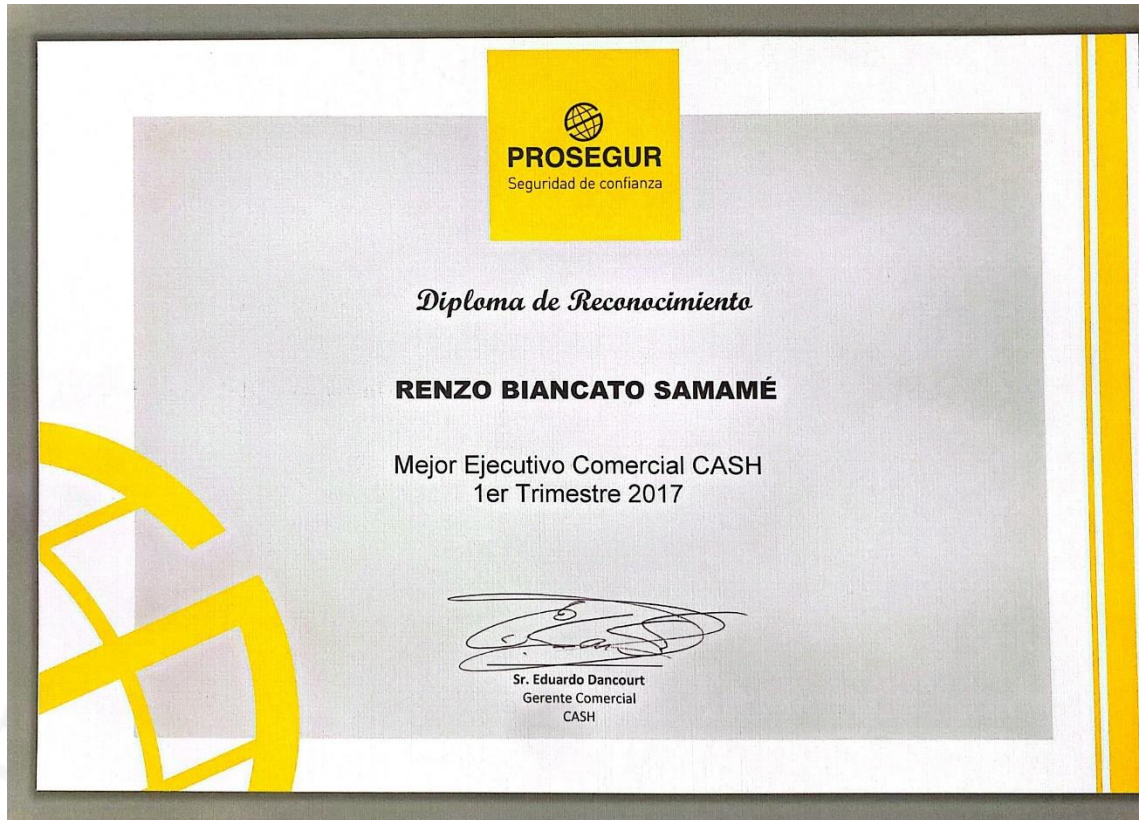 PROSEGUR
Seguridad de confianza
Diploma de Reconocimiento
RENZO BIANCATO SAMAMÉ
Mejor Ejecutivo Comercial CASH
1er Trimestre 2017
Sr. Eduardo Dancourt
Gerente Comercial
CASH